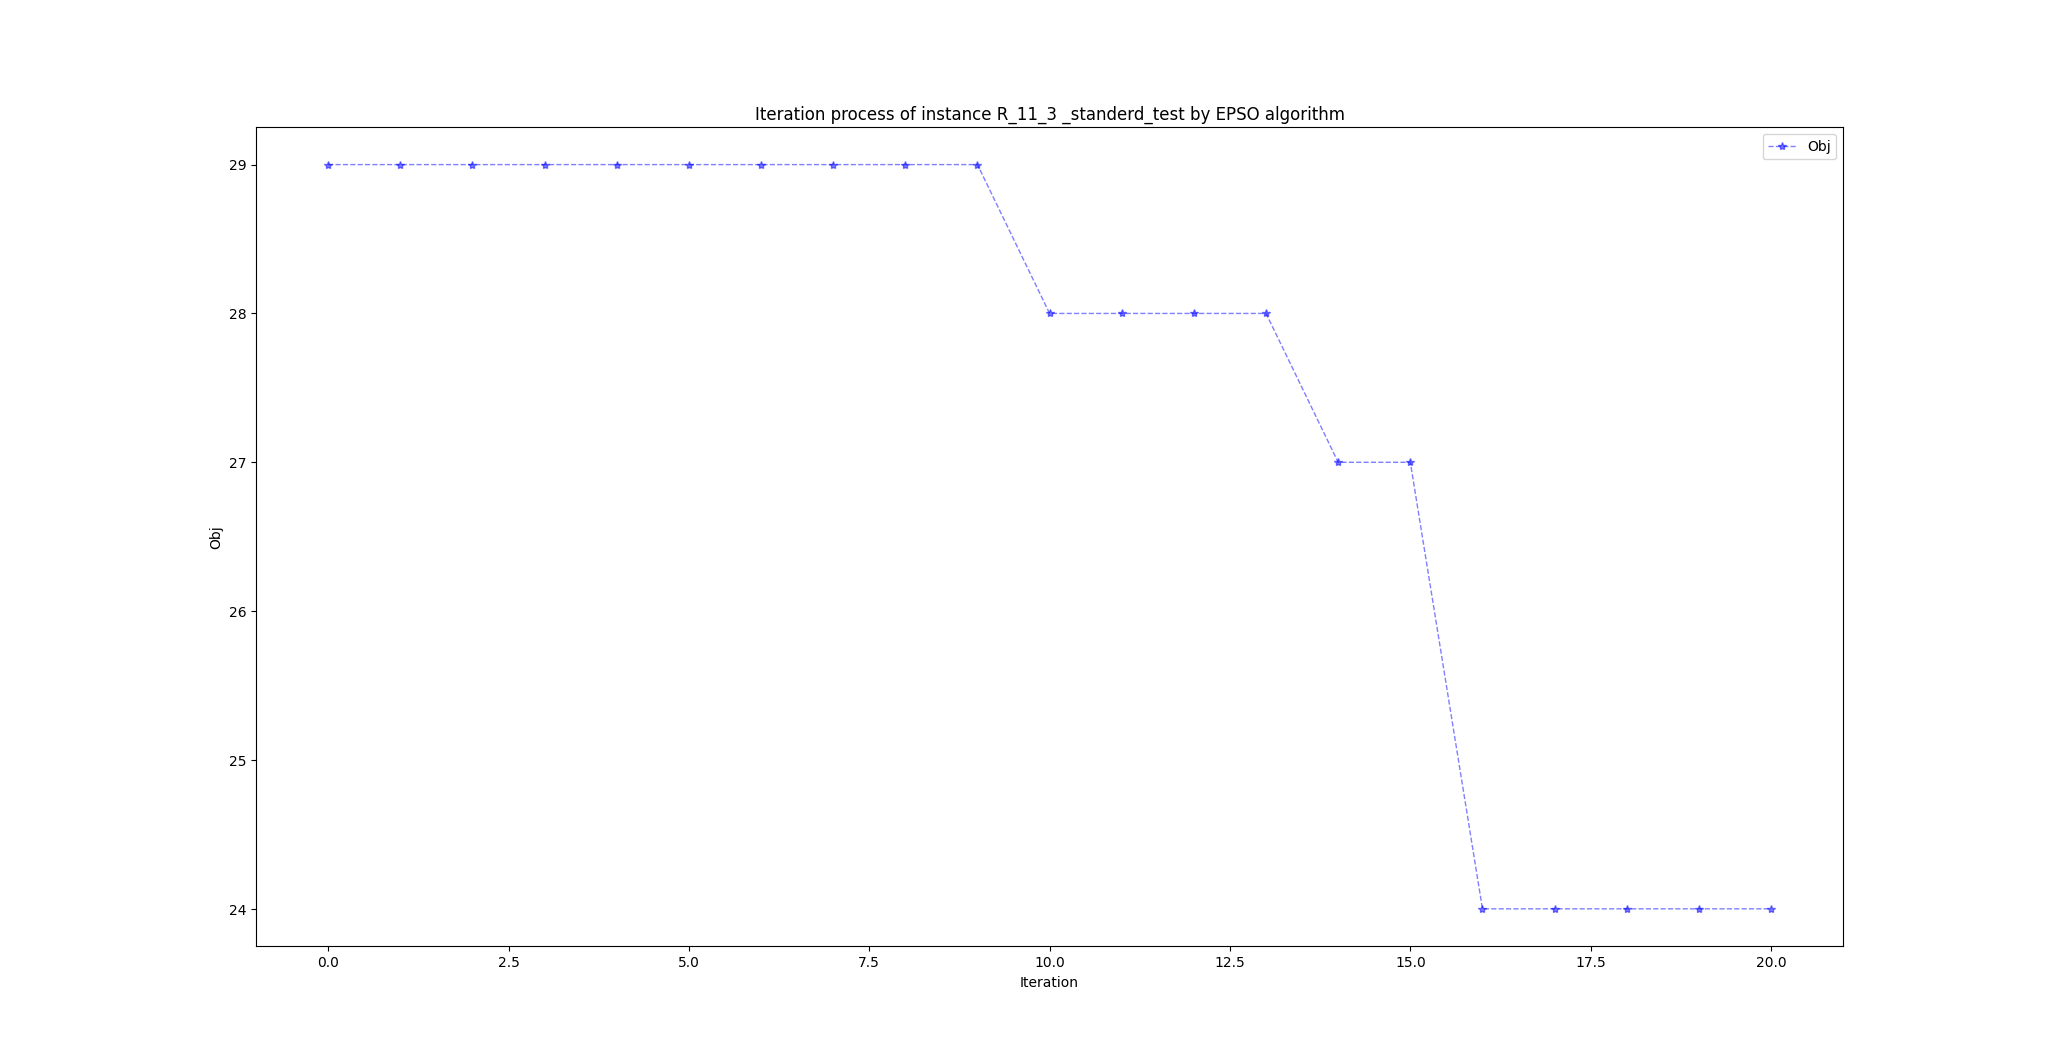 Iteration process of instance R_11_3 _standerd_test by EPSO algorithm
Obj
29
28
27
26
25
24
Obj
0.0 2.5 5.0 7.5 10.0 12.5 15.0 17.5 20.0
Iteration